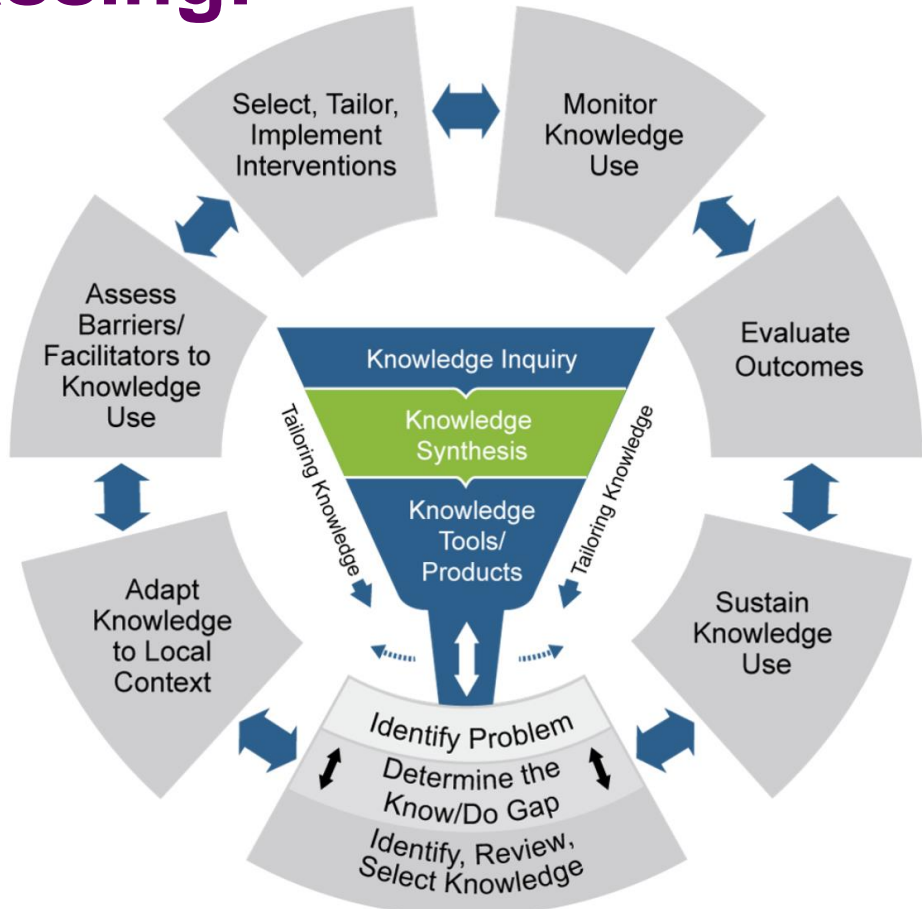 Select, Tailor,
Implement
Interventions
Monitor
Knowledge
Use
Assess
Barriers/
Facilitators to
Knowledge
Use
Evaluate
Outcomes
Knowledge Inquiry
Knowledge
Synthesis
Knowledge
Tools/
Products
Tailoring Knowledge
Tailoring Knowledge
Adapt
Knowledge
to Local
Context
Sustain
Knowledge
Use
Identify Problem
Determine the
Know/Do Gap
Identify, Review,
Select Knowledge